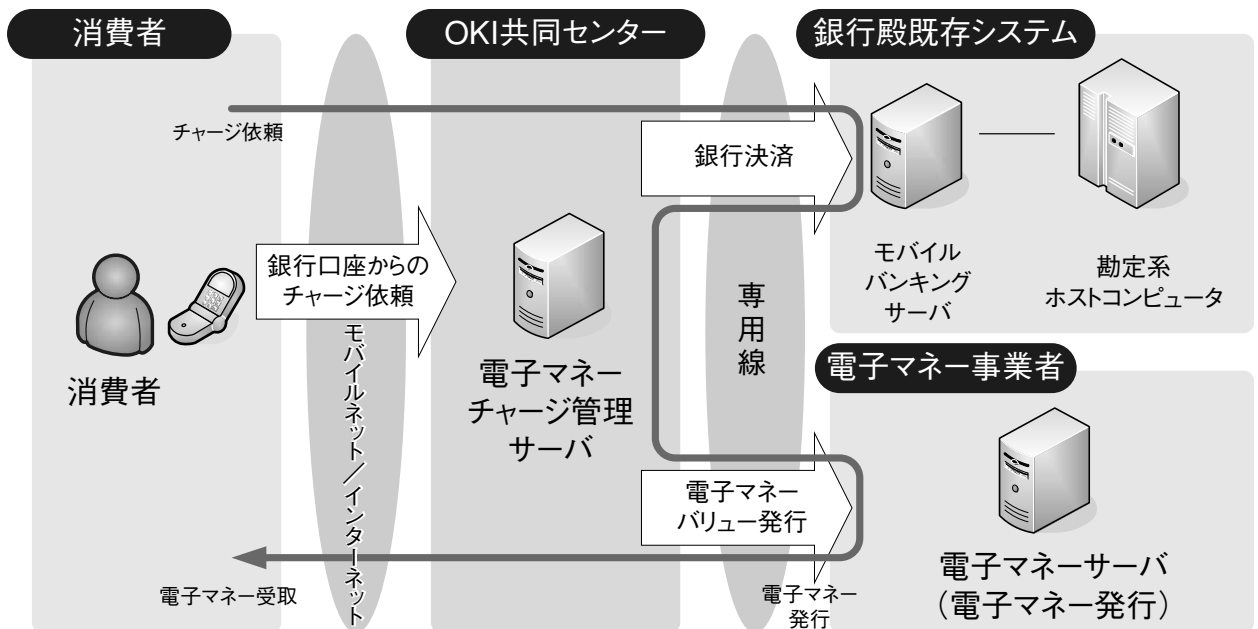 消費者
OKI共同センター
銀行殿既存システム
チャージ依頼
銀行決済
銀行口座からの
チャージ依頼
モバイルネット／インターネット
専用線
モバイル
バンキング
サーバ
勘定系
ホストコンピュータ
消費者
電子マネー
チャージ管理
サーバ
電子マネー事業者
電子マネー
バリュー発行
電子マネーサーバ
（電子マネー発行）
電子マネー受取
電子マネー
発行